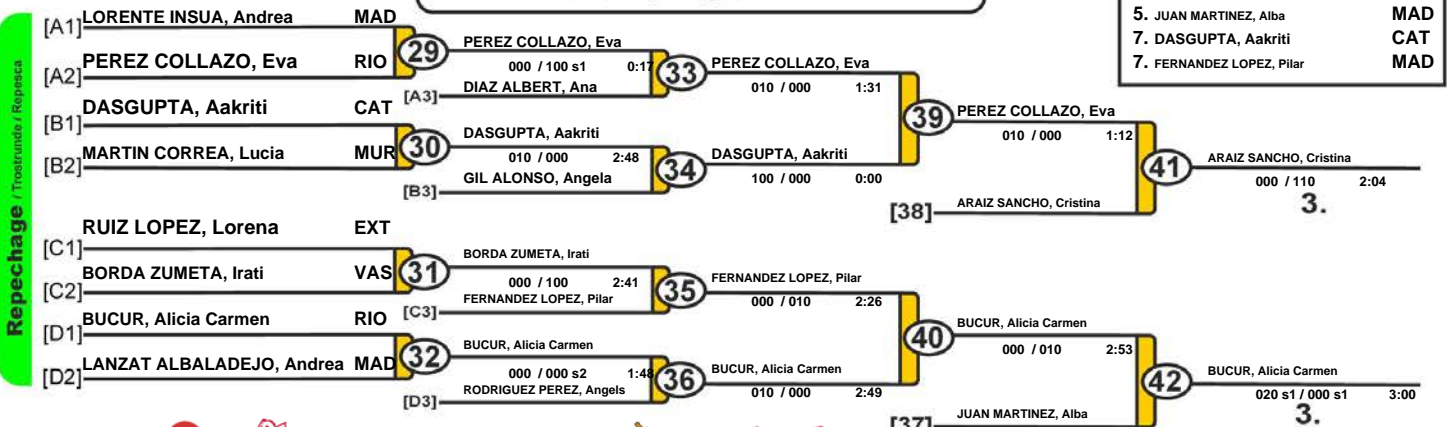 5. JUAN MARTINEZ, Alba MAD
7. DASGUPTA, Aakriti CAT
7. FERNANDEZ LOPEZ, Pilar MAD
Repechage / Trostrunde / Repesca
[A1] LORENTE INSUA, Andrea MAD
[A2] PEREZ COLLAZO, Eva RIO
29
[B1] DASGUPTA, Aakriti CAT
[B2] MARTIN CORREA, Lucia MUR
30
[C1] RUIZ LOPEZ, Lorena EXT
[C2] BORDA ZUMETA, Irati VAS
31
[D1] BUCUR, Alicia Carmen RIO
[D2] LANZAT ALBALADEJO, Andrea MAD
32
PEREZ COLLAZO, Eva
000 / 100 s1 0:17
[A3] DIAZ ALBERT, Ana
33
DASGUPTA, Aakriti
010 / 000 2:48
[B3] GIL ALONSO, Angela
34
BORDA ZUMETA, Irati
000 / 100 2:41
[C3] FERNANDEZ LOPEZ, Pilar
35
BUCUR, Alicia Carmen
000 / 000 s2 1:48
[D3] RODRIGUEZ PEREZ, Angels
36
PEREZ COLLAZO, Eva
010 / 000 1:31
39
DASGUPTA, Aakriti
100 / 000 0:00
FERNANDEZ LOPEZ, Pilar
000 / 010 2:26
40
BUCUR, Alicia Carmen
010 / 000 2:49
PEREZ COLLAZO, Eva
010 / 000 1:12
41
[38] ARAIZ SANCHO, Cristina
BUCUR, Alicia Carmen
000 / 010 2:53
42
[37] JUAN MARTINEZ, Alba
ARAIZ SANCHO, Cristina
000 / 110 2:04
3.
BUCUR, Alicia Carmen
020 s1 / 000 s1 3:00
3.